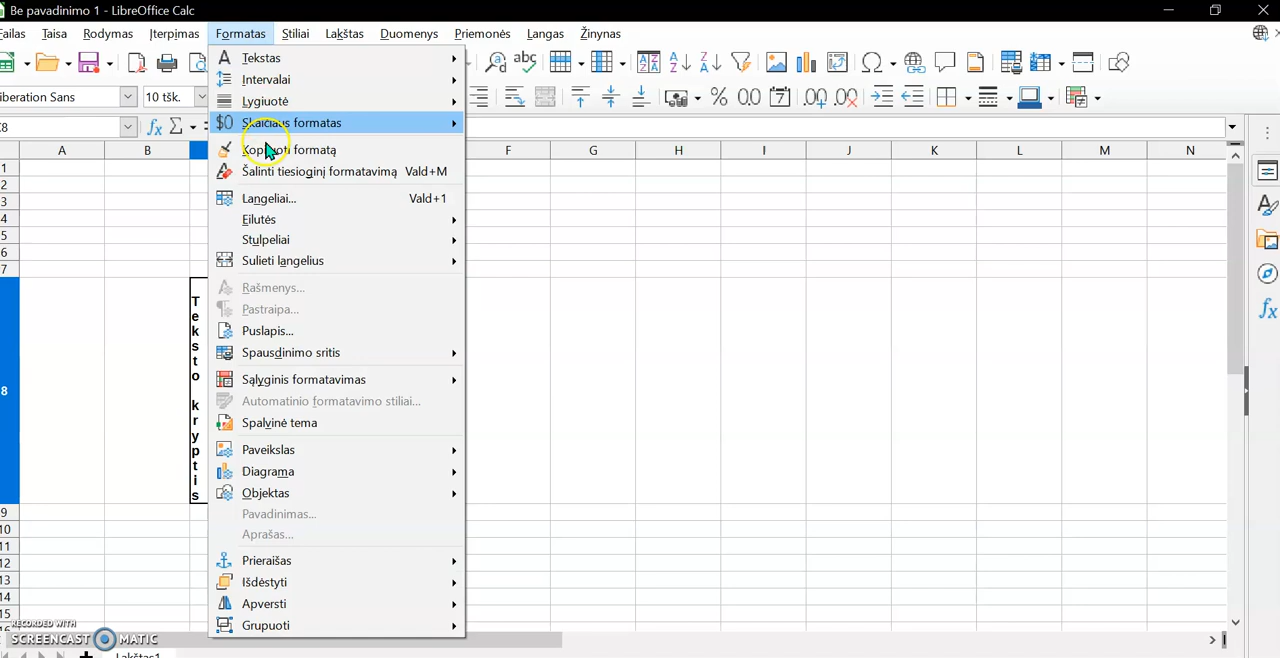 Be pavadinimo 1 - LibreOffice Calc
Failas Taisa Rodymas Įterpimas Formatas Stiliai Lakštas Duomenys Priemonės Langas Žinynas
iberation Sans 10 tšk.
C8 fx Σ =
A B F G H I J K L M N
1
2
3
4
5
6
7
8
9
10
11
12
13
14
15
Teksto kryptis
Tekstas
Intervalai
Lygiuotė
Skaičiaus formatas
Kopijuoti formatą
Šalinti tiesioginį formatavimą Vald+M
Langeliai... Vald+1
Eilutės
Stulpeliai
Sulieti langelius
Rašmenys...
Pastraipa...
Puslapis...
Spausdinimo sritis
Sąlyginis formatavimas
Automatinio formatavimo stiliai...
Spalvinė tema
Paveikslas
Diagrama
Objektas
Pavadinimas...
Aprašas...
Prieraišas
Išdėstyti
Apversti
Grupuoti
RECORDED WITH
SCREENCAST MATIC
Lakštas1